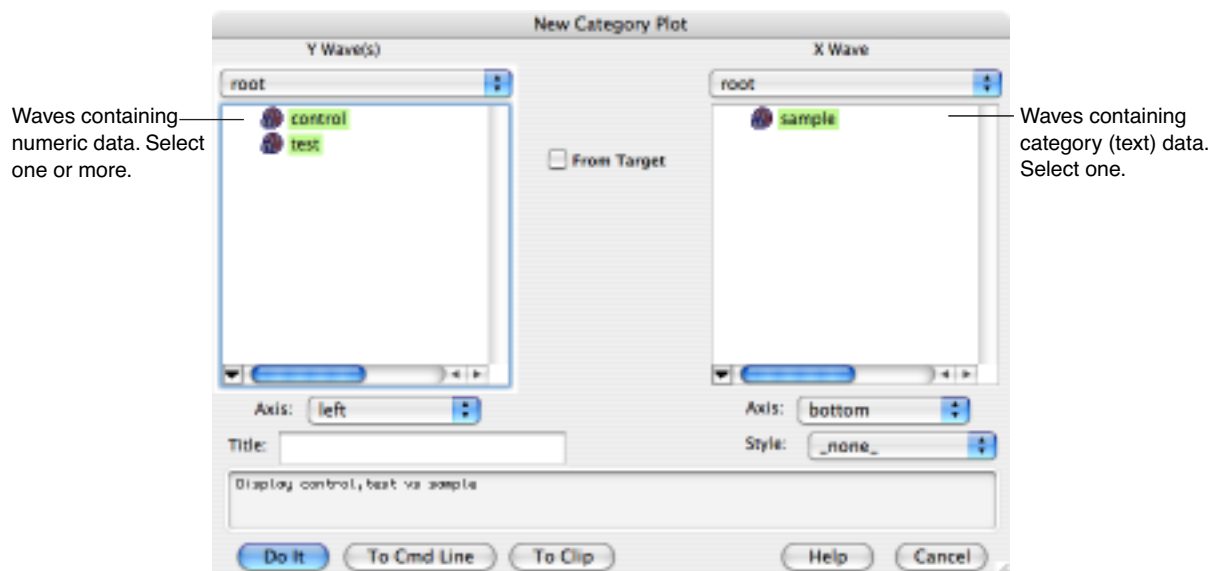 New Category Plot
Y Wave(s)
X Wave
root
root
Waves containing
numeric data. Select
one or more.
control
test
From Target
sample
Waves containing
category (text) data.
Select one.
Axis: left
Axis: bottom
Title:
Style: _none_
Display control,test vs sample
Do It
To Cmd Line
To Clip
Help
Cancel